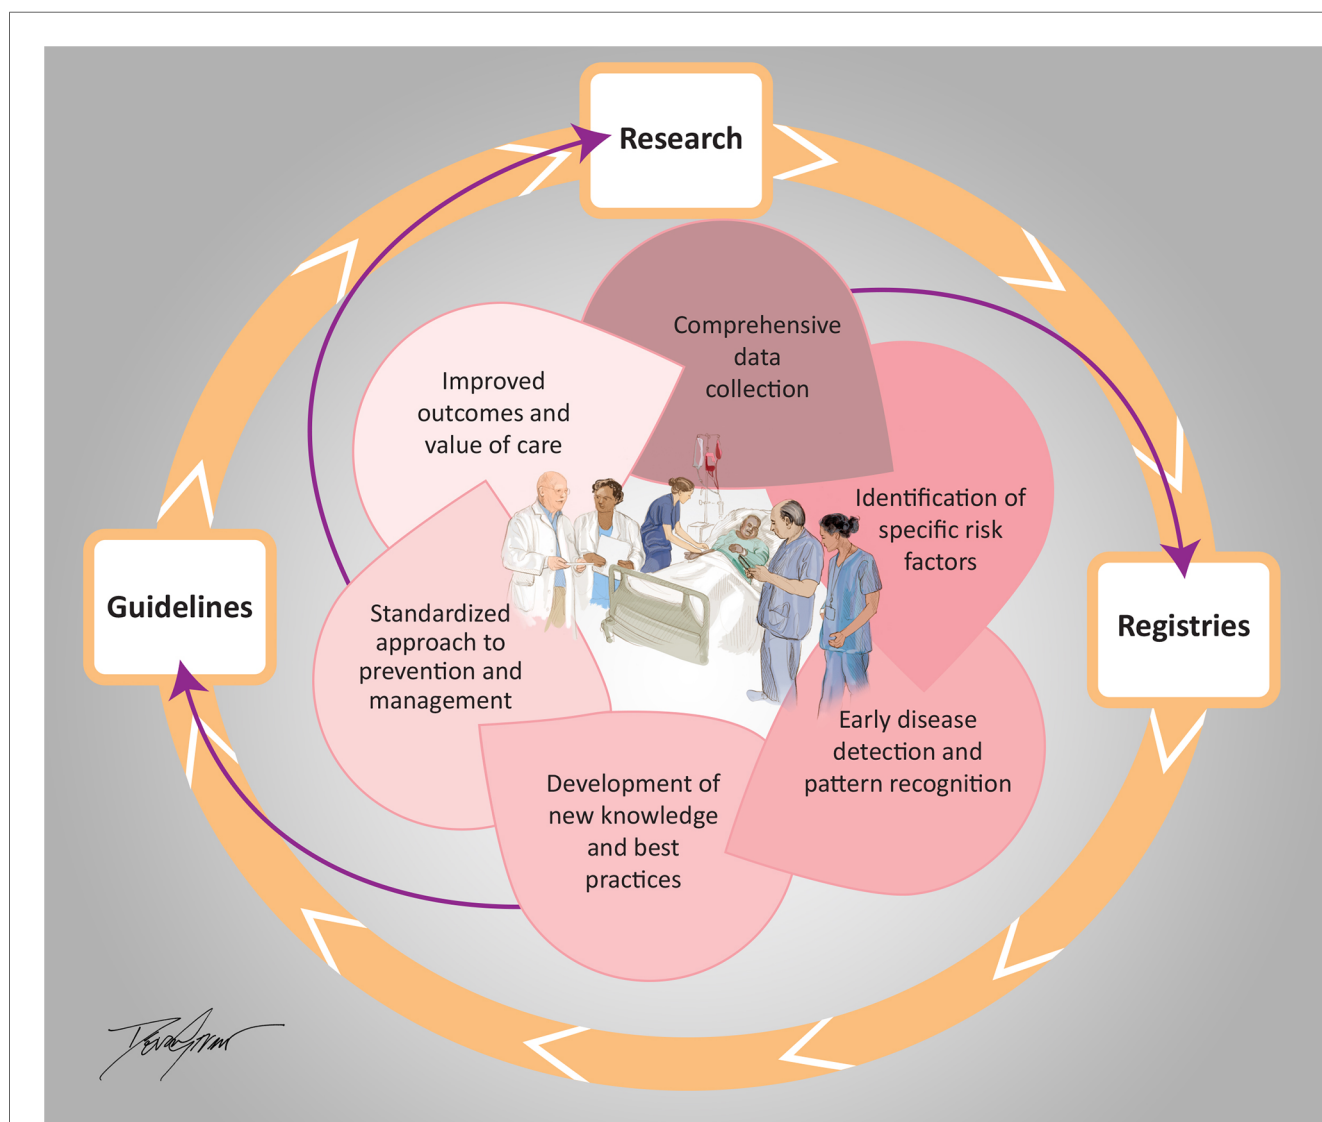 Research
Comprehensive
data
collection
Improved
outcomes and
value of care
Identification of
specific risk
factors
Guidelines
Standardized
approach to
prevention and
management
Registries
Early disease
detection and
pattern recognition
Development of
new knowledge
and best
practices